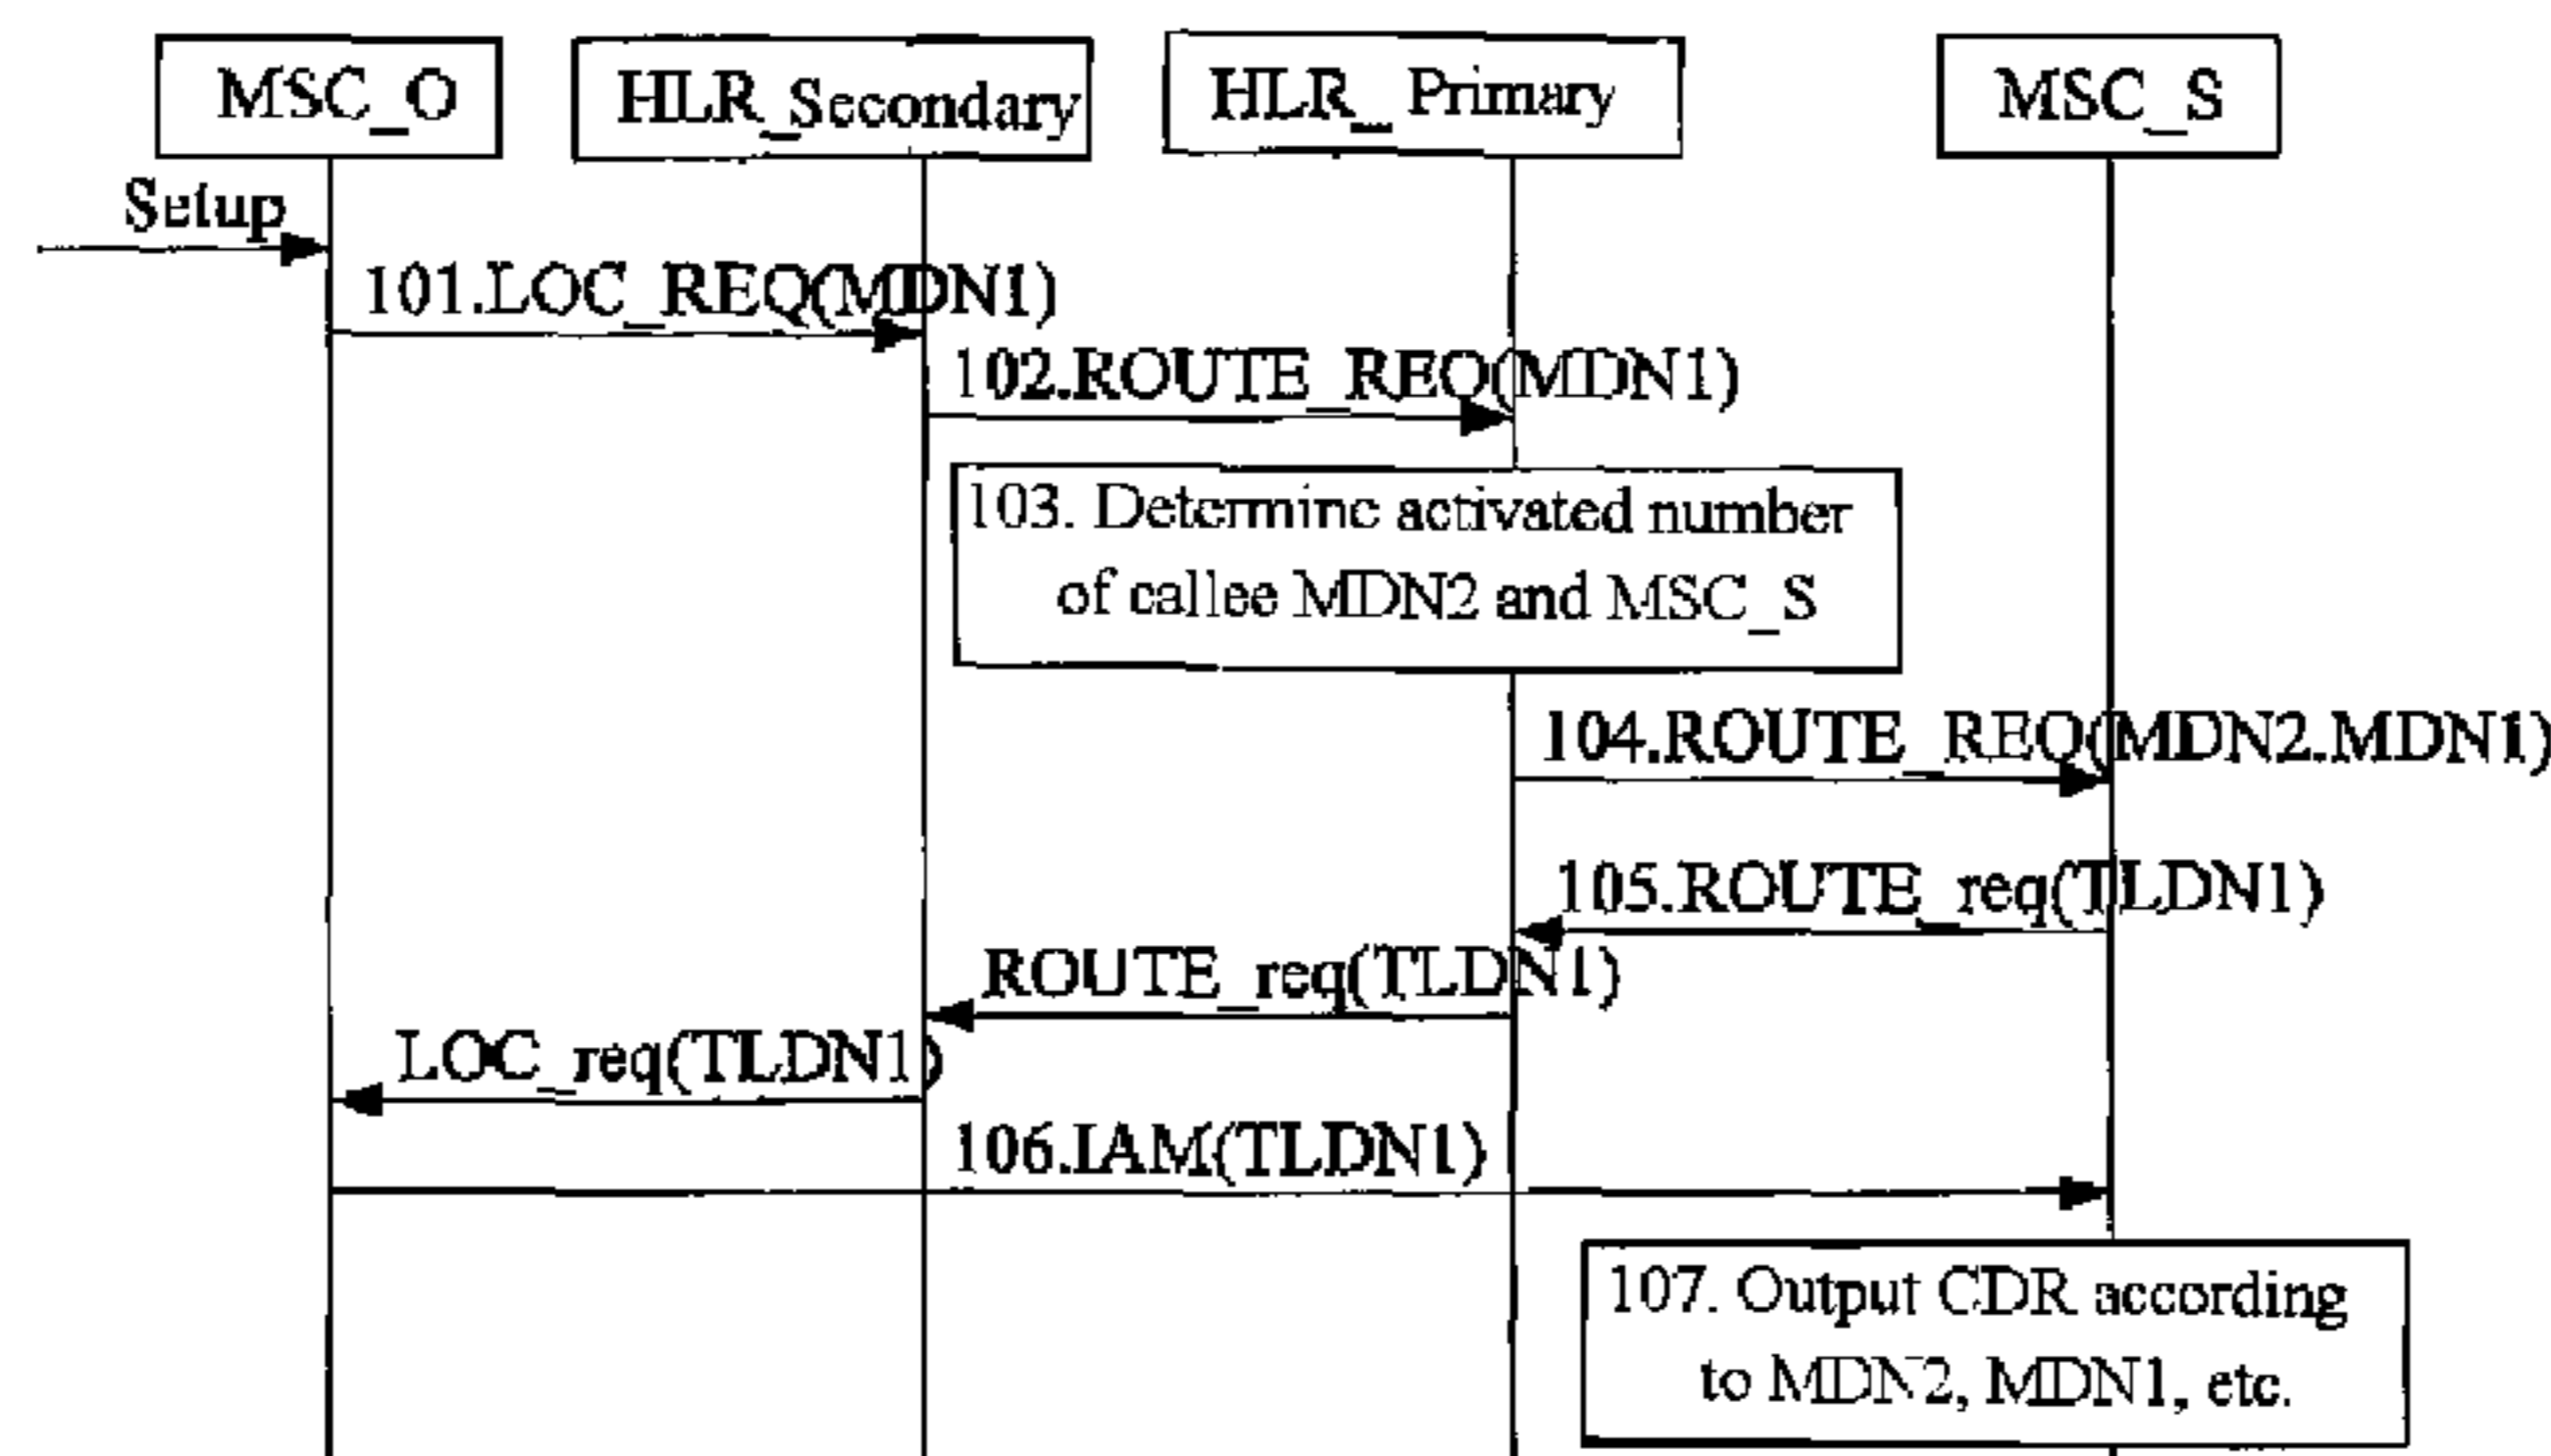 MSC_O
HLR_Secondary
HLR_ Primary
MSC_S
Setup
101.LOC_REQ(MDN1)
102.ROUTE_REQ(MDN1)
103. Determine activated number
of callee MDN2 and MSC_S
104.ROUTE_REQ(MDN2.MDN1)
105.ROUTE_req(TLDN1)
ROUTE_req(TLDN1)
LOC_req(TLDN1)
106.IAM(TLDN1)
107. Output CDR according
to MDN2, MDN1, etc.